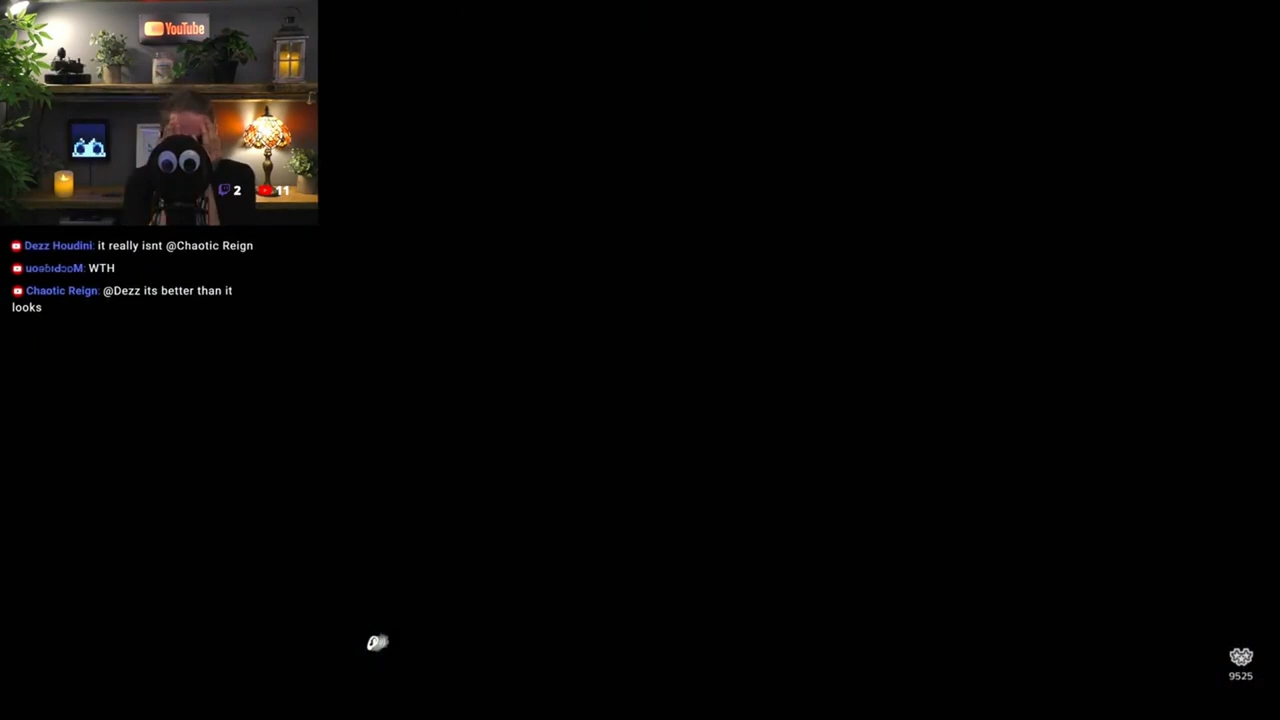 YouTube
2 11
Dezz Houdini: it really isnt @Chaotic Reign
uoɘbıdɔɔM: WTH
Chaotic Reign: @Dezz its better than it
looks
9525